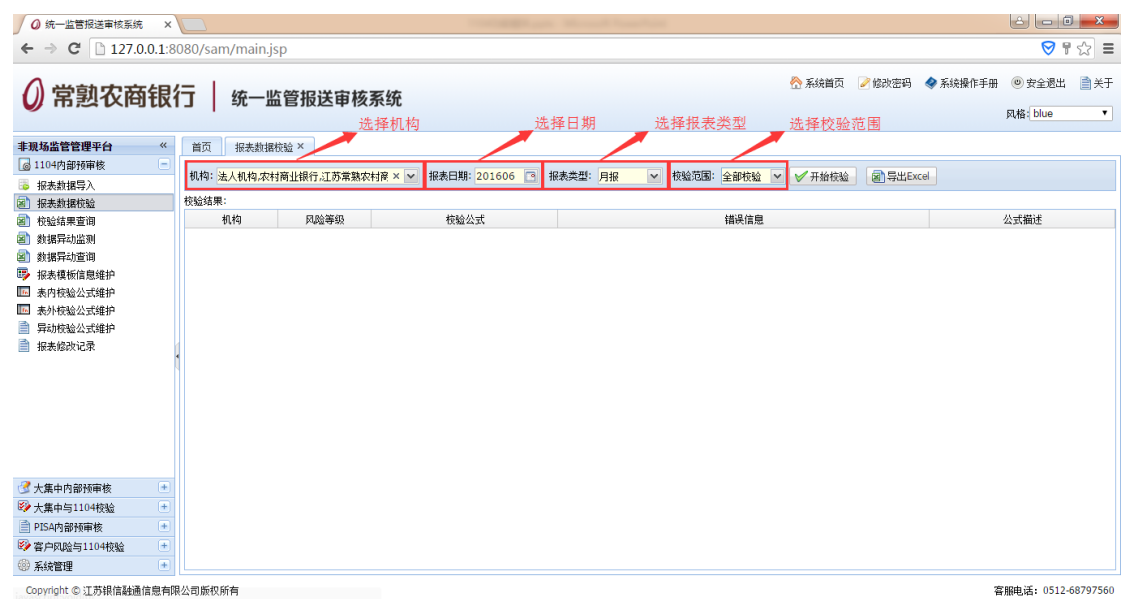 统一监管报送审核系统
127.0.0.1:8080/sam/main.jsp
常熟农商银行 统一监管报送审核系统
系统首页 修改密码 系统操作手册 安全退出 关于
风格: blue
选择机构 选择日期 选择报表类型 选择校验范围
非现场监管管理平台
首页 报表数据校验
1104内部预审核
机构: 法人机构,农村商业银行,江苏常熟农村商 报表日期: 201606 报表类型: 月报 校验范围: 全部校验 开始校验 导出Excel
校验结果:
机构 风险等级 校验公式 错误信息 公式描述
报表数据导入
报表数据校验
校验结果查询
数据异动监测
数据异动查询
报表模板信息维护
表内校验公式维护
表外校验公式维护
异动校验公式维护
报表修改记录
大集中内部预审核
大集中与1104校验
PISA内部预审核
客户风险与1104校验
系统管理
Copyright © 江苏银信融通信息有限公司版权所有 客服电话: 0512-68797560